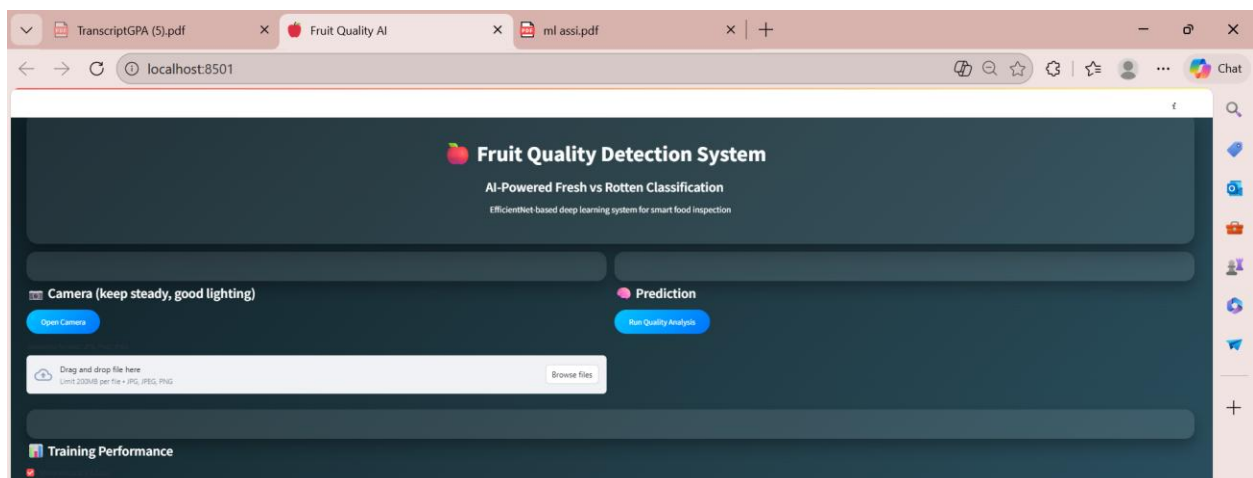 TranscriptGPA (5).pdf
Fruit Quality AI
ml assi.pdf
localhost:8501
Chat
Fruit Quality Detection System
AI-Powered Fresh vs Rotten Classification
EfficientNet-based deep learning system for smart food inspection
Camera (keep steady, good lighting)
Open Camera
Drag and drop file here
Limit 200MB per file • JPG, JPEG, PNG
Browse files
Prediction
Run Quality Analysis
Training Performance